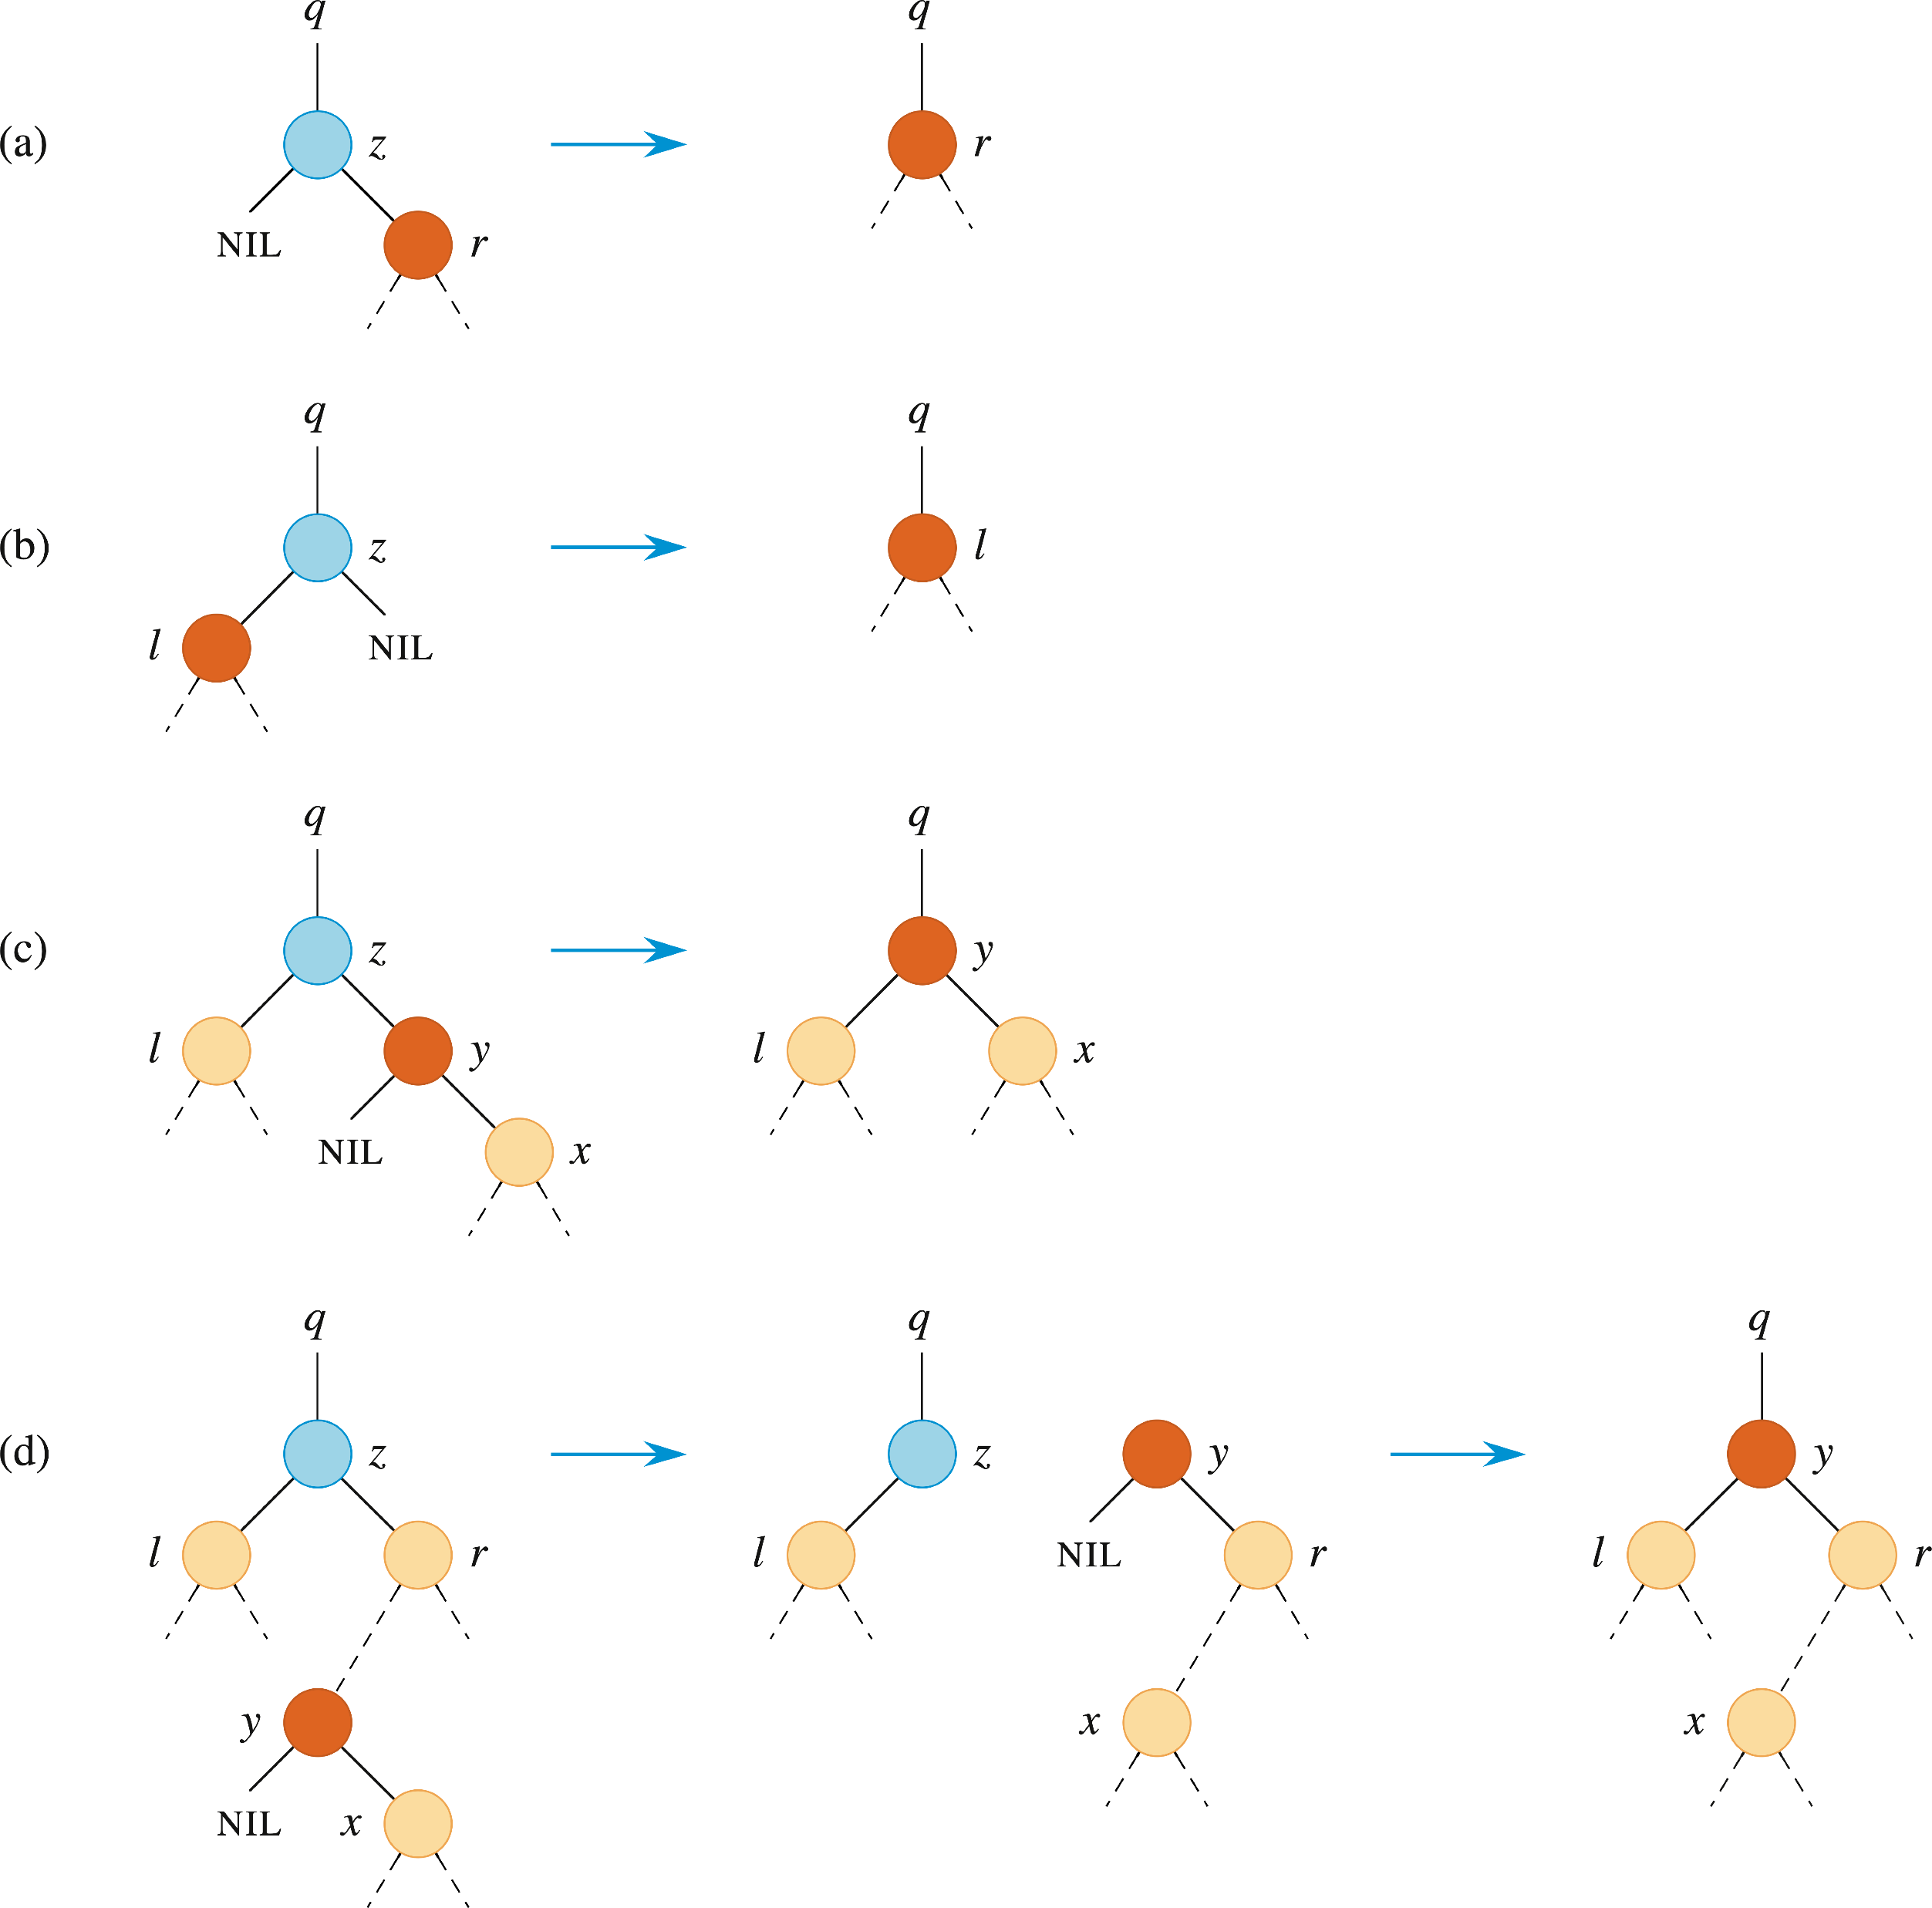 q q
(a) z r
NIL r
q q
(b) z l
l NIL
q q
(c) z y
l y l x
NIL x
q q q
(d) z z y y
l r l NIL r l r
y x x
NIL x